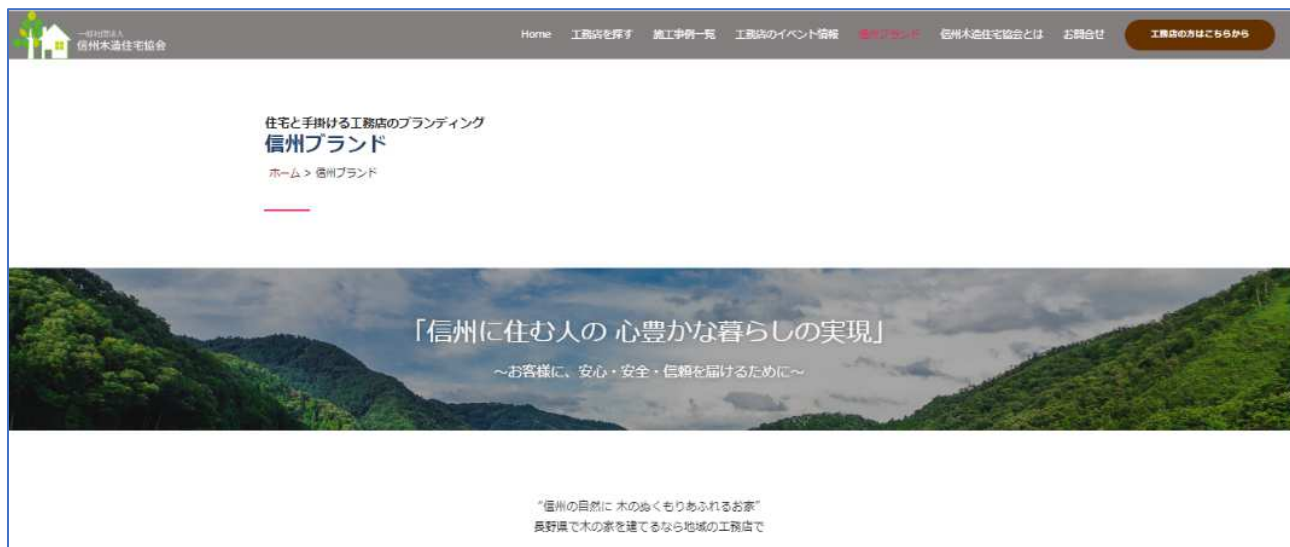 一般社団法人
信州木造住宅協会
Home 工務店を探す 施工事例一覧 工務店のイベント情報 信州ブランド 信州木造住宅協会とは お問合せ 工務店の方はこちらから
住宅と手掛ける工務店のブランディング
信州ブランド
ホーム > 信州ブランド
「信州に住む人の 心豊かな暮らしの実現」
～お客様に、安心・安全・信頼を届けるために～
“信州の自然に 木のぬくもりあふれるお家”
長野県で木の家を建てるなら地域の工務店で